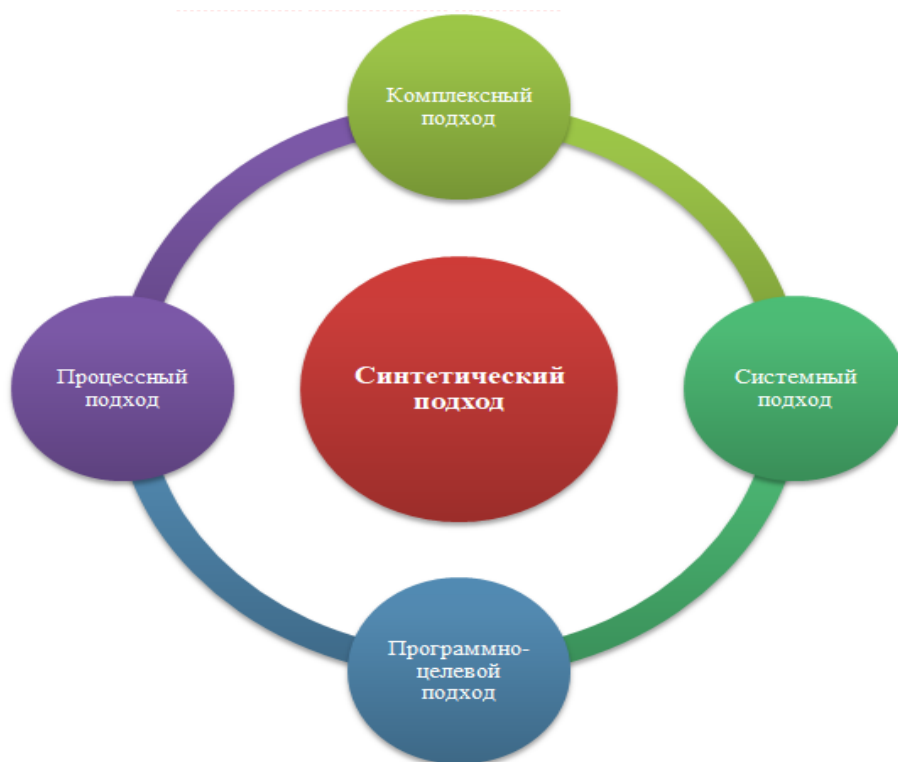 Комплексный
подход
Процессный
подход
Синтетический
подход
Системный
подход
Программно-
целевой
подход